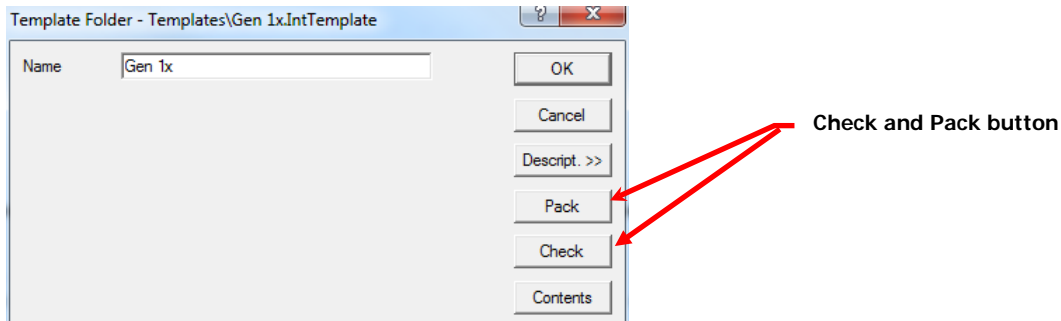 Template Folder - Templates\Gen 1x.IntTemplate
Name Gen 1x
OK
Cancel
Descript. >>
Pack
Check
Contents
Check and Pack button